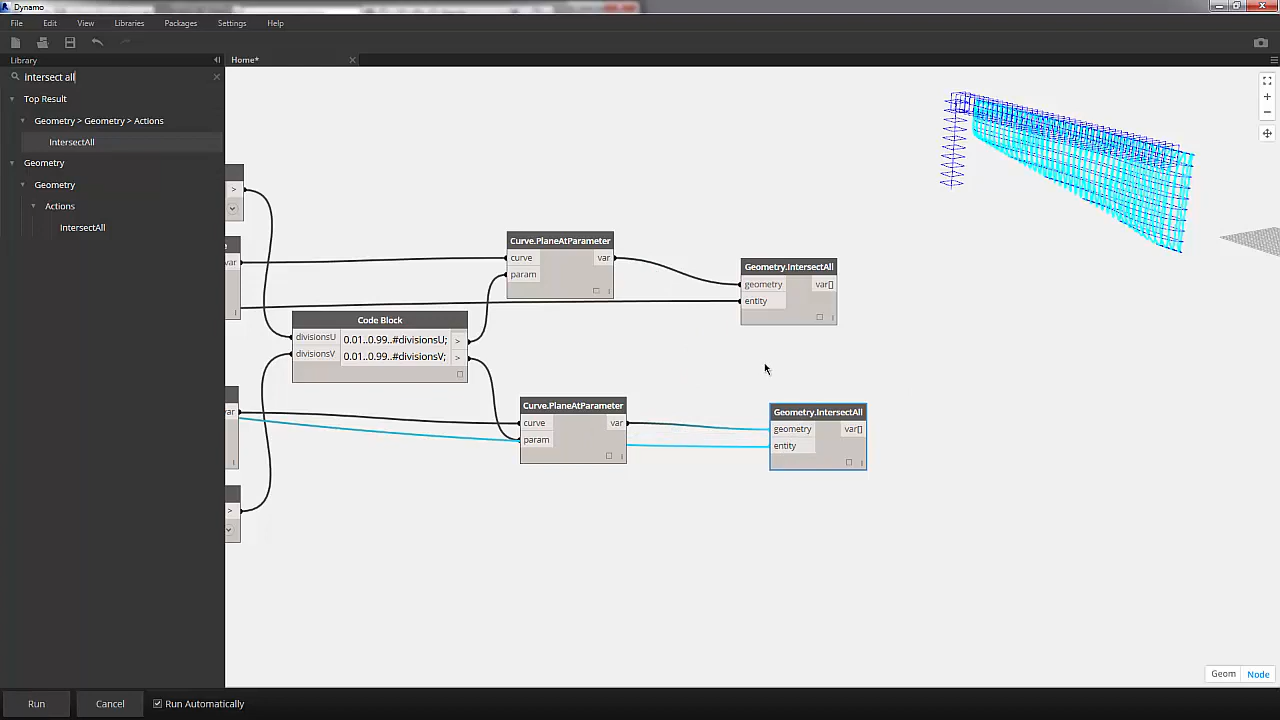 Dynamo
File Edit View Libraries Packages Settings Help
Library
Home*
intersect all
Top Result
Geometry > Geometry > Actions
IntersectAll
Geometry
Geometry
Actions
IntersectAll
>
var
var
>
Curve.PlaneAtParameter
curve var
param
Code Block
divisionsU 0.01..0.99..#divisionsU; >
divisionsV 0.01..0.99..#divisionsV; >
Curve.PlaneAtParameter
curve var
param
Geometry.IntersectAll
geometry var[]
entity
Geometry.IntersectAll
geometry var[]
entity
Geom Node
Run Cancel Run Automatically